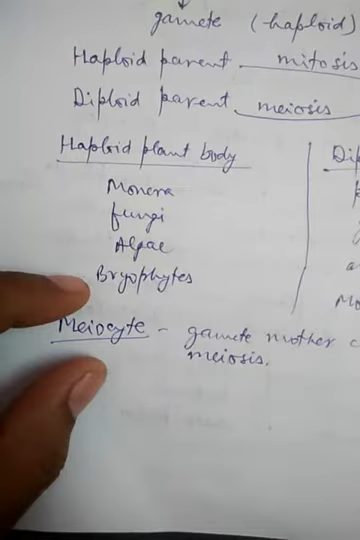 gamete (haploid)
Haploid parent mitosis
Diploid parent meiosis
Haploid plant body
Monera
fungi
Algae
Bryophytes
Meiocyte - gamete mother
meiosis.